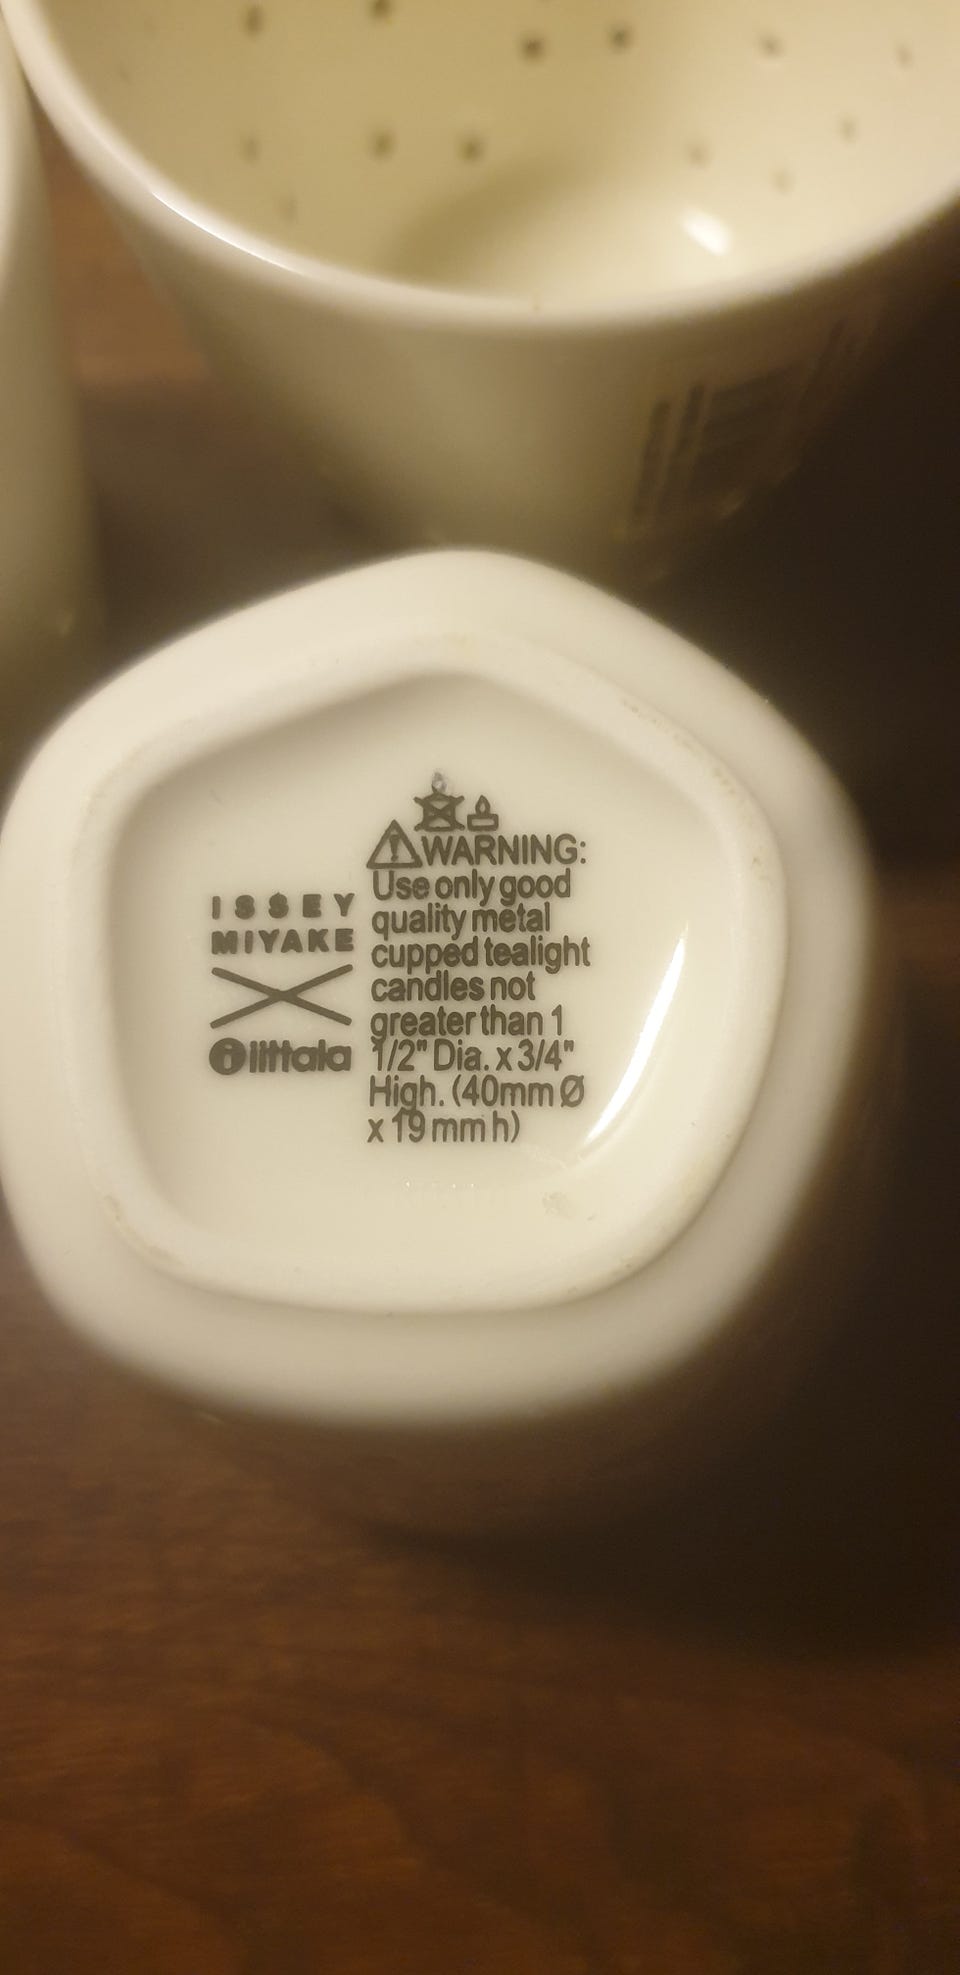 ISSEY
MIYAKE
iittala
WARNING:
Use only good
quality metal
cupped tealight
candles not
greater than 1
1/2" Dia. x 3/4"
High. (40mm Ø
x 19 mm h)